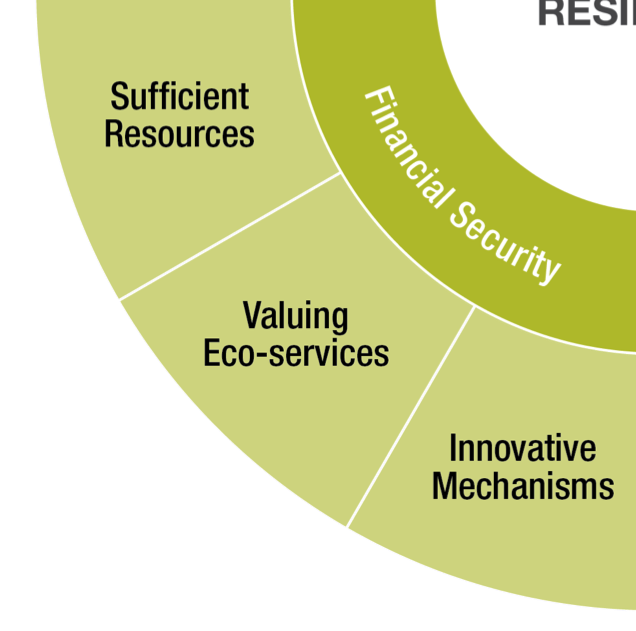 Sufficient
Resources
Financial Security
Valuing
Eco-services
Innovative
Mechanisms